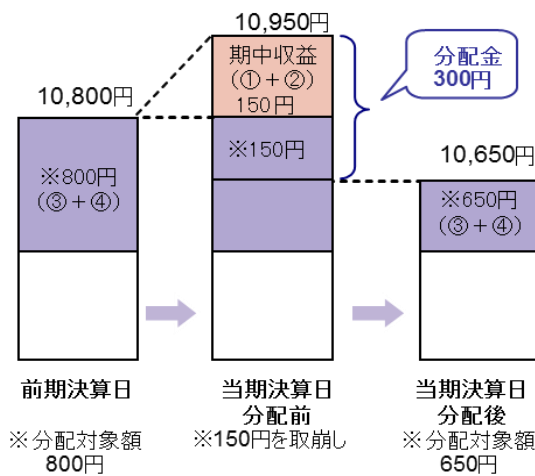 10,950円
期中収益
(①+②)
150円
分配金
300円
10,800円
※150円
10,650円
※800円
(③+④)
※650円
(③+④)
前期決算日
当期決算日
分配前
当期決算日
分配後
※分配対象額
800円
※150円を取崩し
※分配対象額
650円